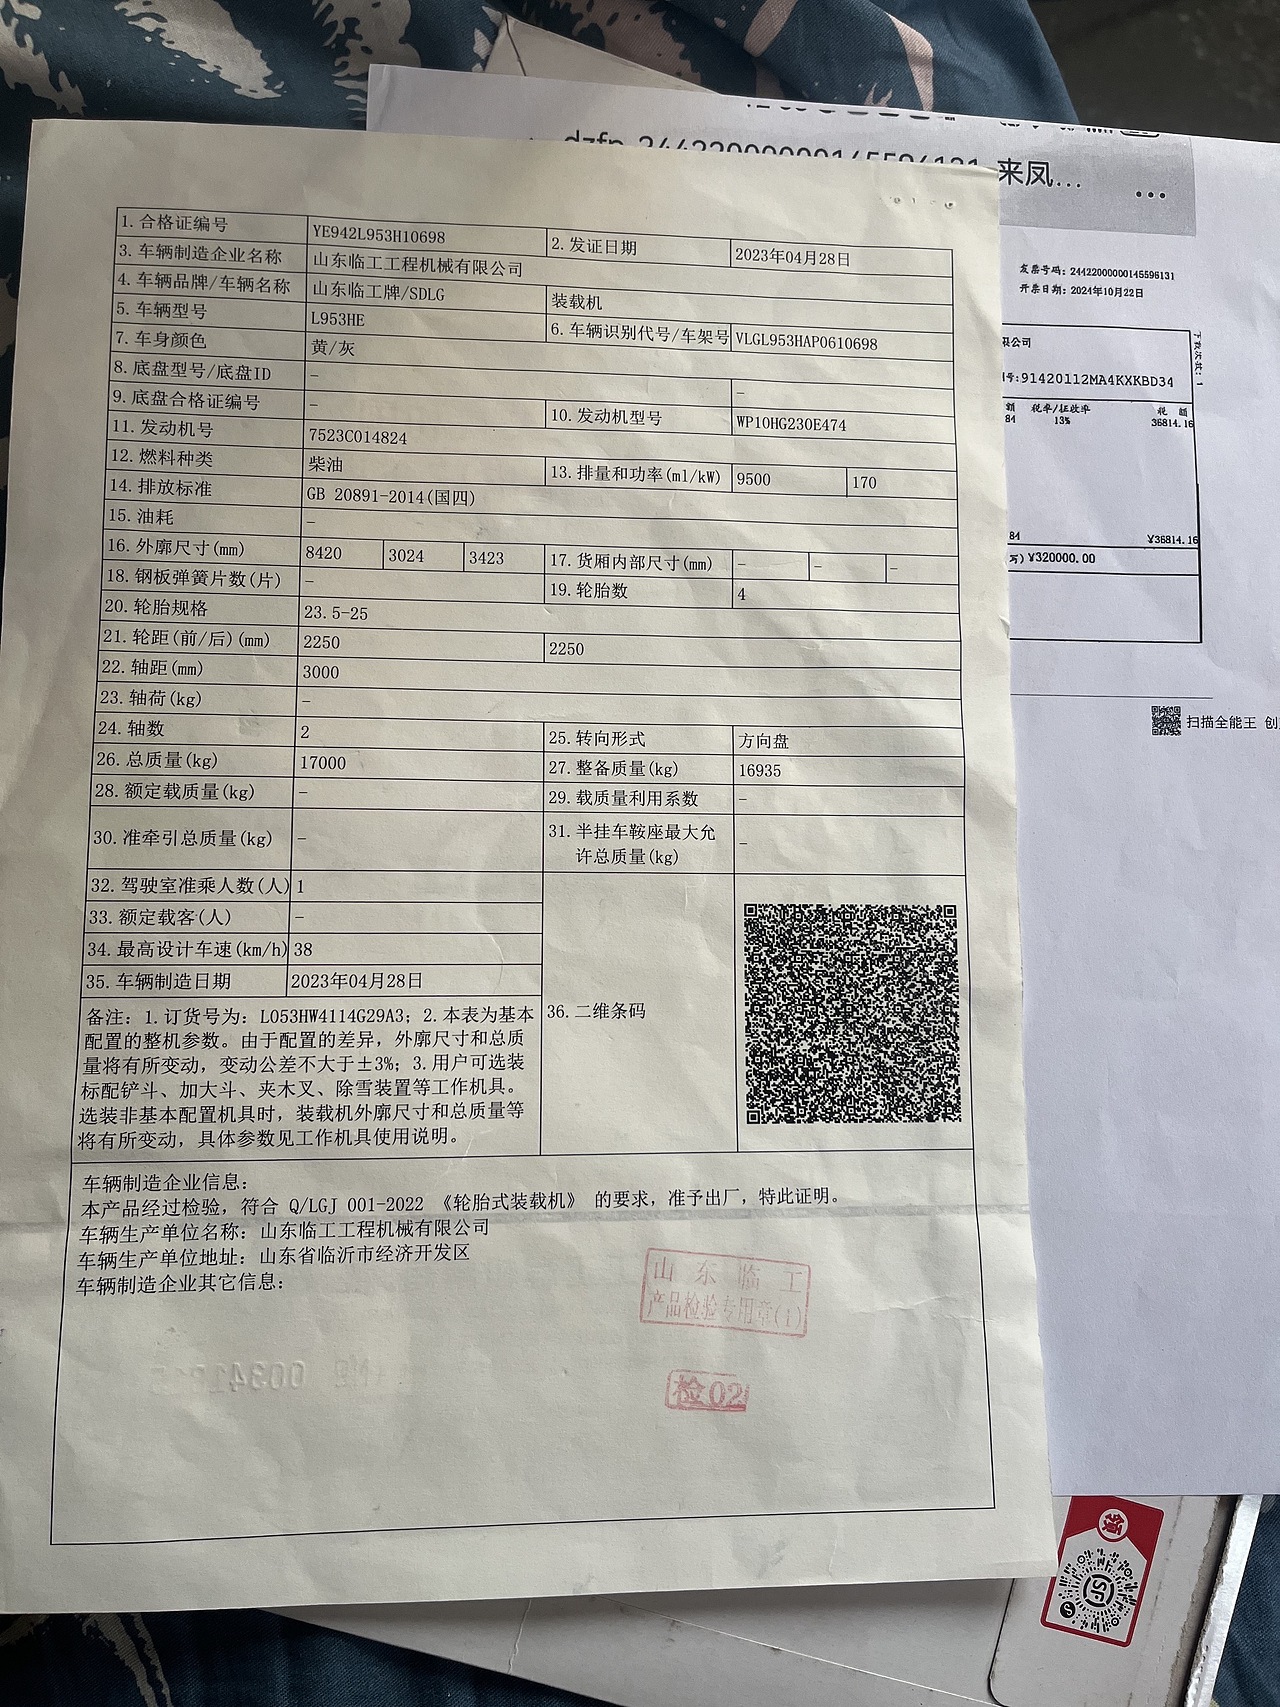 来凤...
...
发票号码: 24422000000145596131
开票日期: 2024年10月22日
限公司
号:91420112MA4KXKBD34
额 税率/征收率 税 额
84 13% 36814.16
84 ¥36814.16
¥320000.00
下载次数: 1
扫描全能王 创
1.合格证编号 YE942L953H10698 2.发证日期 2023年04月28日
3.车辆制造企业名称 山东临工工程机械有限公司
4.车辆品牌/车辆名称 山东临工牌/SDLG 装载机
5.车辆型号 L953HE 6.车辆识别代号/车架号 VLGL953HAP0610698
7.车身颜色 黄/灰
8.底盘型号/底盘ID - -
9.底盘合格证编号 - 10.发动机型号 WP10HG230E474
11.发动机号 7523C014824
12.燃料种类 柴油 13.排量和功率(ml/kW) 9500 170
14.排放标准 GB 20891-2014(国四)
15.油耗 -
16.外廓尺寸(mm) 8420 3024 3423 17.货厢内部尺寸(mm) - - -
18.钢板弹簧片数(片) - 19.轮胎数 4
20.轮胎规格 23.5-25
21.轮距(前/后)(mm) 2250 2250
22.轴距(mm) 3000
23.轴荷(kg) -
24.轴数 2 25.转向形式 方向盘
26.总质量(kg) 17000 27.整备质量(kg) 16935
28.额定载质量(kg) - 29.载质量利用系数 -
30.准牵引总质量(kg) - 31.半挂车鞍座最大允
许总质量(kg) -
32.驾驶室准乘人数(人) 1
33.额定载客(人) -
34.最高设计车速(km/h) 38
35.车辆制造日期 2023年04月28日
36.二维条码
备注: 1.订货号为: L053HW4114G29A3; 2.本表为基本
配置的整机参数。由于配置的差异, 外廓尺寸和总质
量将有所变动, 变动公差不大于±3%; 3.用户可选装
标配铲斗、加大斗、夹木叉、除雪装置等工作机具。
选装非基本配置机具时, 装载机外廓尺寸和总质量等
将有所变动, 具体参数见工作机具使用说明。
车辆制造企业信息:
本产品经过检验, 符合 Q/LGJ 001-2022 《轮胎式装载机》 的要求, 准予出厂, 特此证明。
车辆生产单位名称: 山东临工工程机械有限公司
车辆生产单位地址: 山东省临沂市经济开发区
车辆制造企业其它信息:
山东临工
产品检验专用章(1)
检02
领